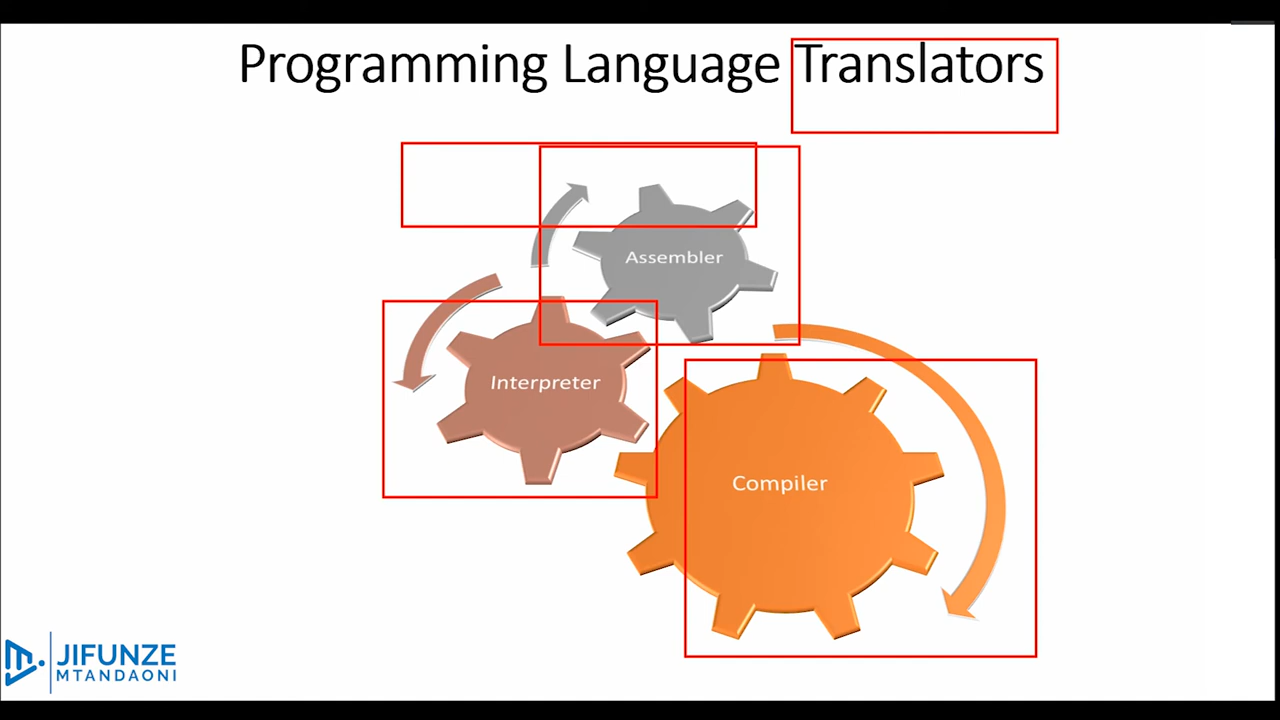 Programming Language Translators
Assembler
Interpreter
Compiler
JIFUNZE
MTANDAONI